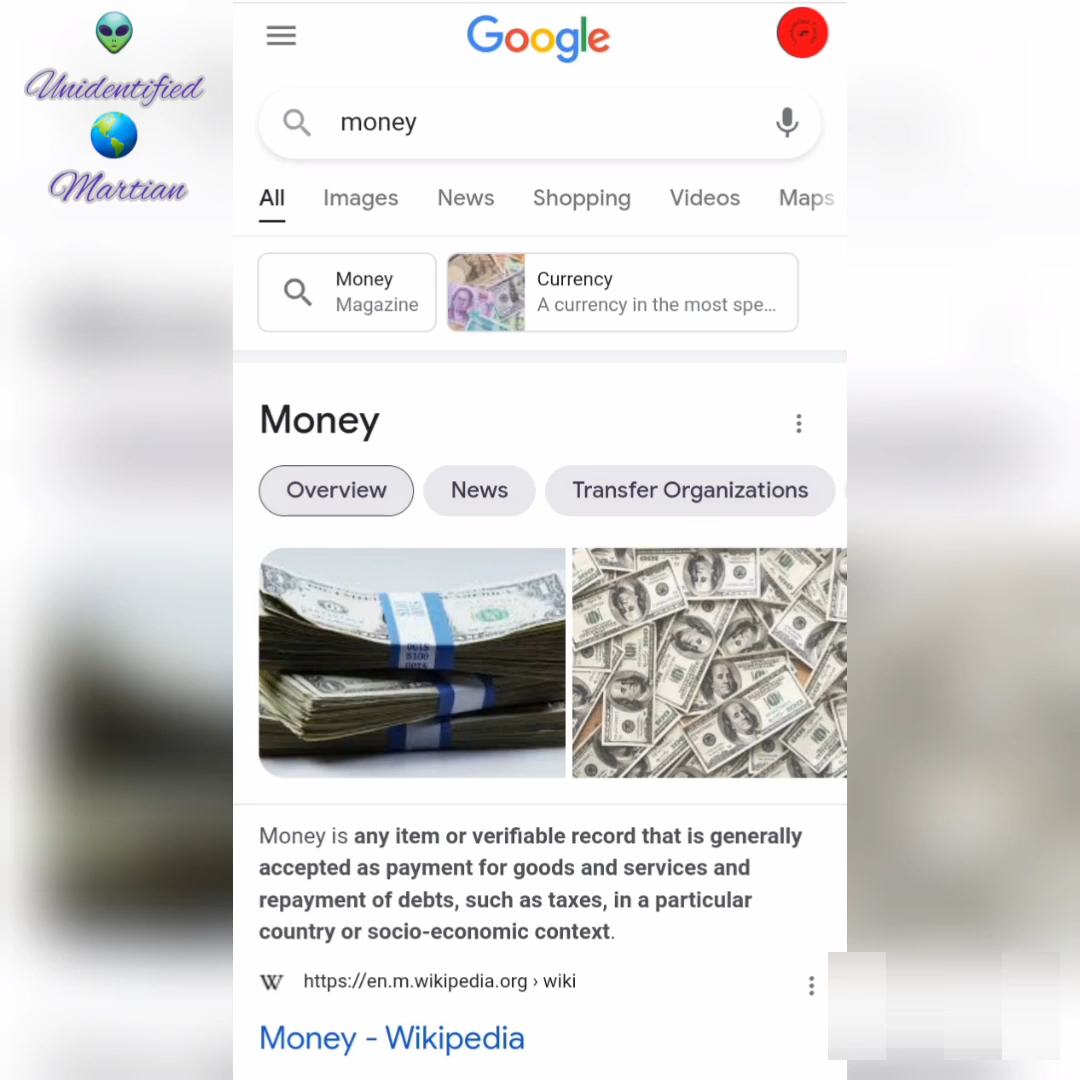 Unidentified
Martian
Google
money
All Images News Shopping Videos Maps
Money
Magazine
Currency
A currency in the most spe...
Money
Overview News Transfer Organizations
Money is any item or verifiable record that is generally
accepted as payment for goods and services and
repayment of debts, such as taxes, in a particular
country or socio-economic context.
W https://en.m.wikipedia.org › wiki
Money - Wikipedia